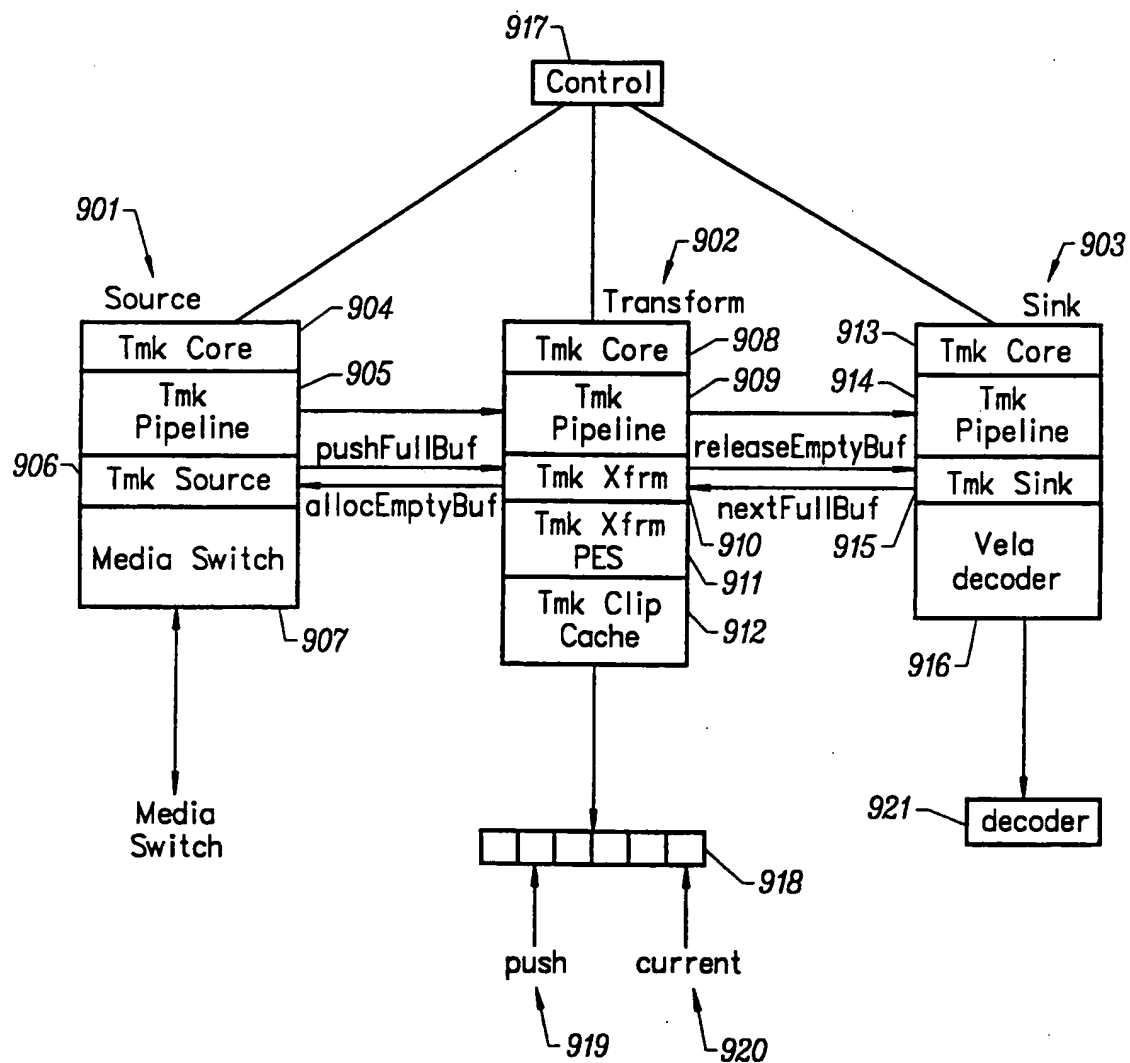 917
Control
901
902
903
Source
904
Transform
Sink
Tmk Core
905
Tmk Core
908
913
Tmk Core
Tmk
Pipeline
Tmk
Pipeline
909
914
Tmk
Pipeline
906
pushFullBuf
releaseEmptyBuf
Tmk Source
Tmk Xfrm
Tmk Sink
allocEmptyBuf
nextFullBuf
Media Switch
Tmk Xfrm
PES
910
915
Vela
decoder
911
907
Tmk Clip
Cache
912
916
Media
Switch
921
decoder
918
push
current
919
920